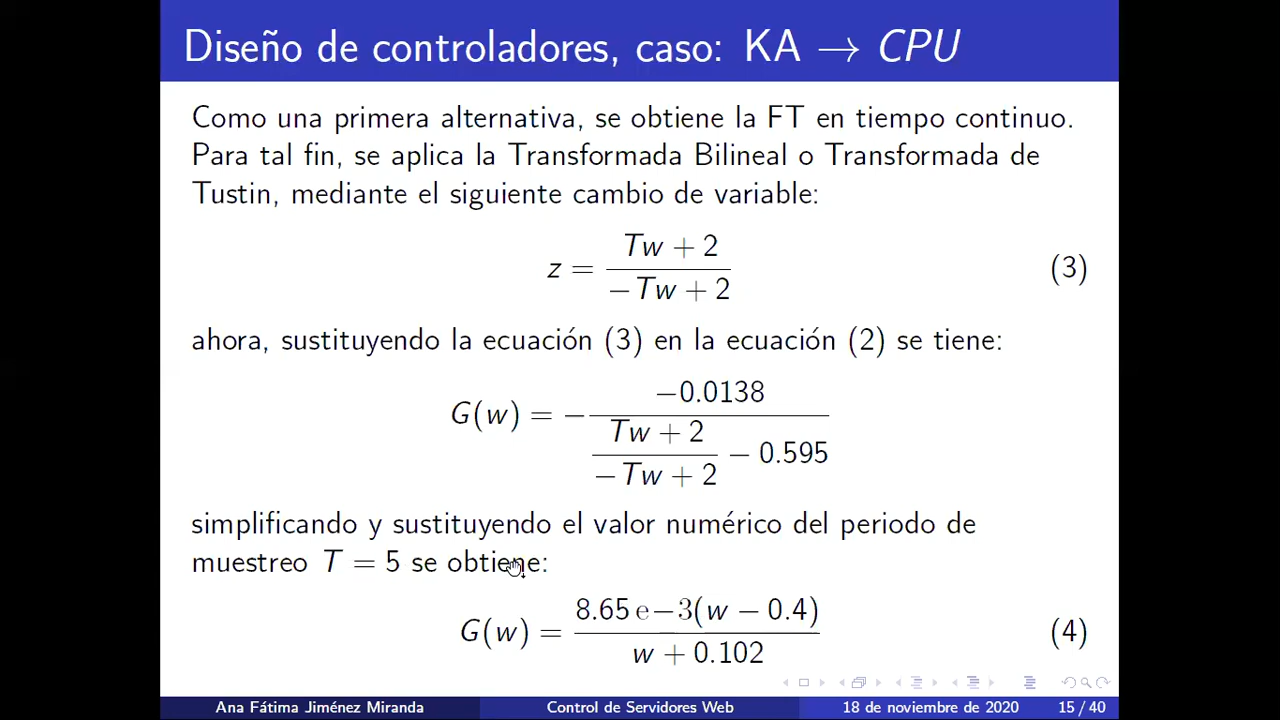 Diseño de controladores, caso: KA → CPU
Como una primera alternativa, se obtiene la FT en tiempo continuo.
Para tal fin, se aplica la Transformada Bilineal o Transformada de
Tustin, mediante el siguiente cambio de variable:
z = \frac{Tw + 2}{-Tw + 2} (3)
ahora, sustituyendo la ecuación (3) en la ecuación (2) se tiene:
G(w) = -\frac{-0.0138}{\frac{Tw + 2}{-Tw + 2} - 0.595}
simplificando y sustituyendo el valor numérico del periodo de
muestreo T = 5 se obtiene:
G(w) = \frac{8.65 e-3(w - 0.4)}{w + 0.102} (4)
Ana Fátima Jiménez Miranda Control de Servidores Web 18 de noviembre de 2020 15 / 40